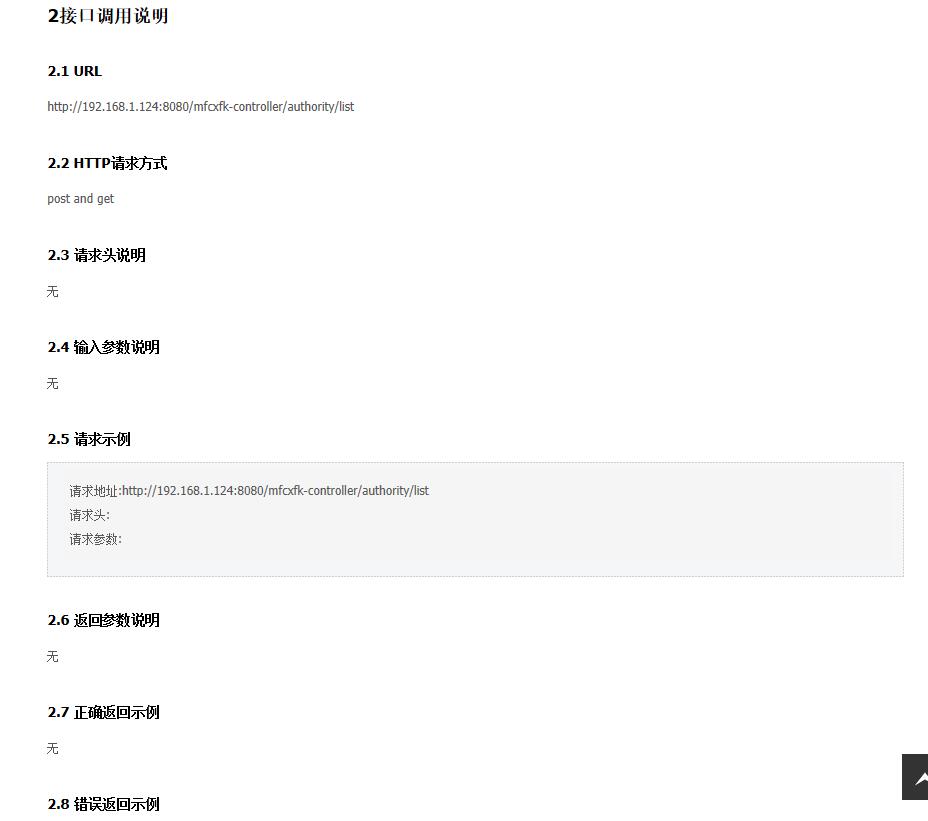 2接口调用说明
2.1 URL
http://192.168.1.124:8080/mfcxfk-controller/authority/list
2.2 HTTP请求方式
post and get
2.3 请求头说明
无
2.4 输入参数说明
无
2.5 请求示例
请求地址:http://192.168.1.124:8080/mfcxfk-controller/authority/list
请求头:
请求参数:
2.6 返回参数说明
无
2.7 正确返回示例
无
2.8 错误返回示例